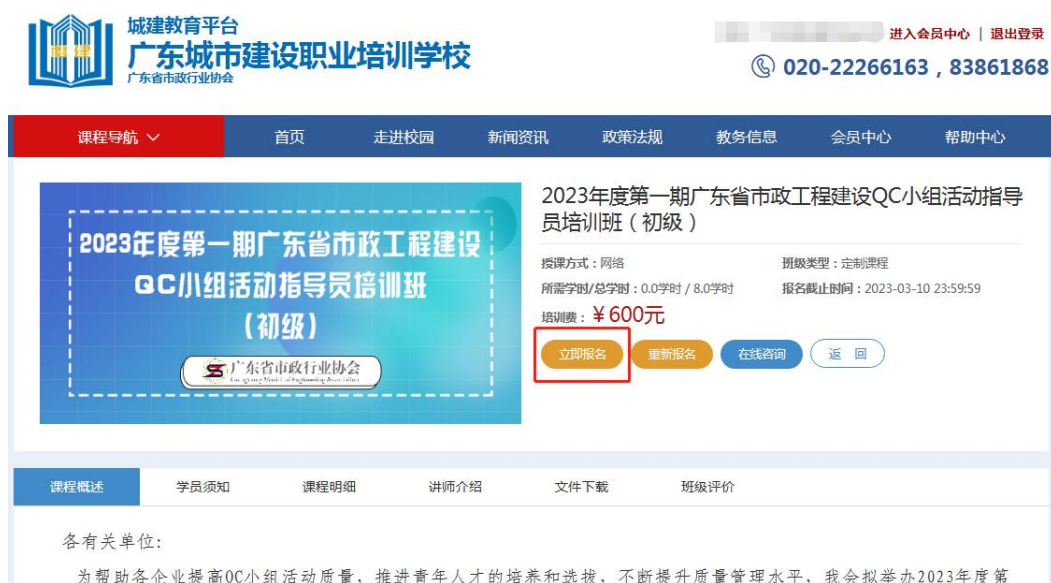 城建教育平台
广东城市建设职业培训学校
广东省市政行业协会
进入会员中心 | 退出登录
020-22266163，83861868
课程导航 首页 走进校园 新闻资讯 政策法规 教务信息 会员中心 帮助中心
2023年度第一期广东省市政工程建设
QC小组活动指导员培训班
（初级）
广东省市政行业协会
2023年度第一期广东省市政工程建设QC小组活动指导
员培训班（初级）
授课方式：网络 班级类型：定制课程
所需学时/总学时：0.0学时 / 8.0学时 报名截止时间：2023-03-10 23:59:59
培训费：￥600元
立即报名 重新报名 在线咨询 返 回
课程概述 学员须知 课程明细 讲师介绍 文件下载 班级评价
各有关单位：
为帮助各企业提高QC小组活动质量，推进青年人才的培养和选拔，不断提升质量管理水平，我会拟举办2023年度第